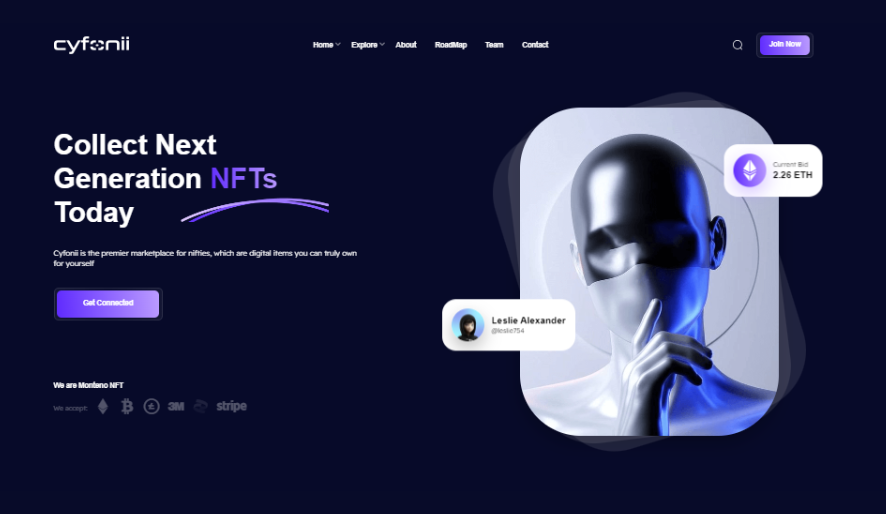 cyfonii
Home Explore About RoadMap Team Contact
Join Now
Collect Next
Generation NFTs
Today
Cyfonii is the premier marketplace for nifties, which are digital items you can truly own
for yourself
Get Connected
Current Bid
2.26 ETH
Leslie Alexander
@leslie754
We are Montano NFT
We accept:
3M stripe